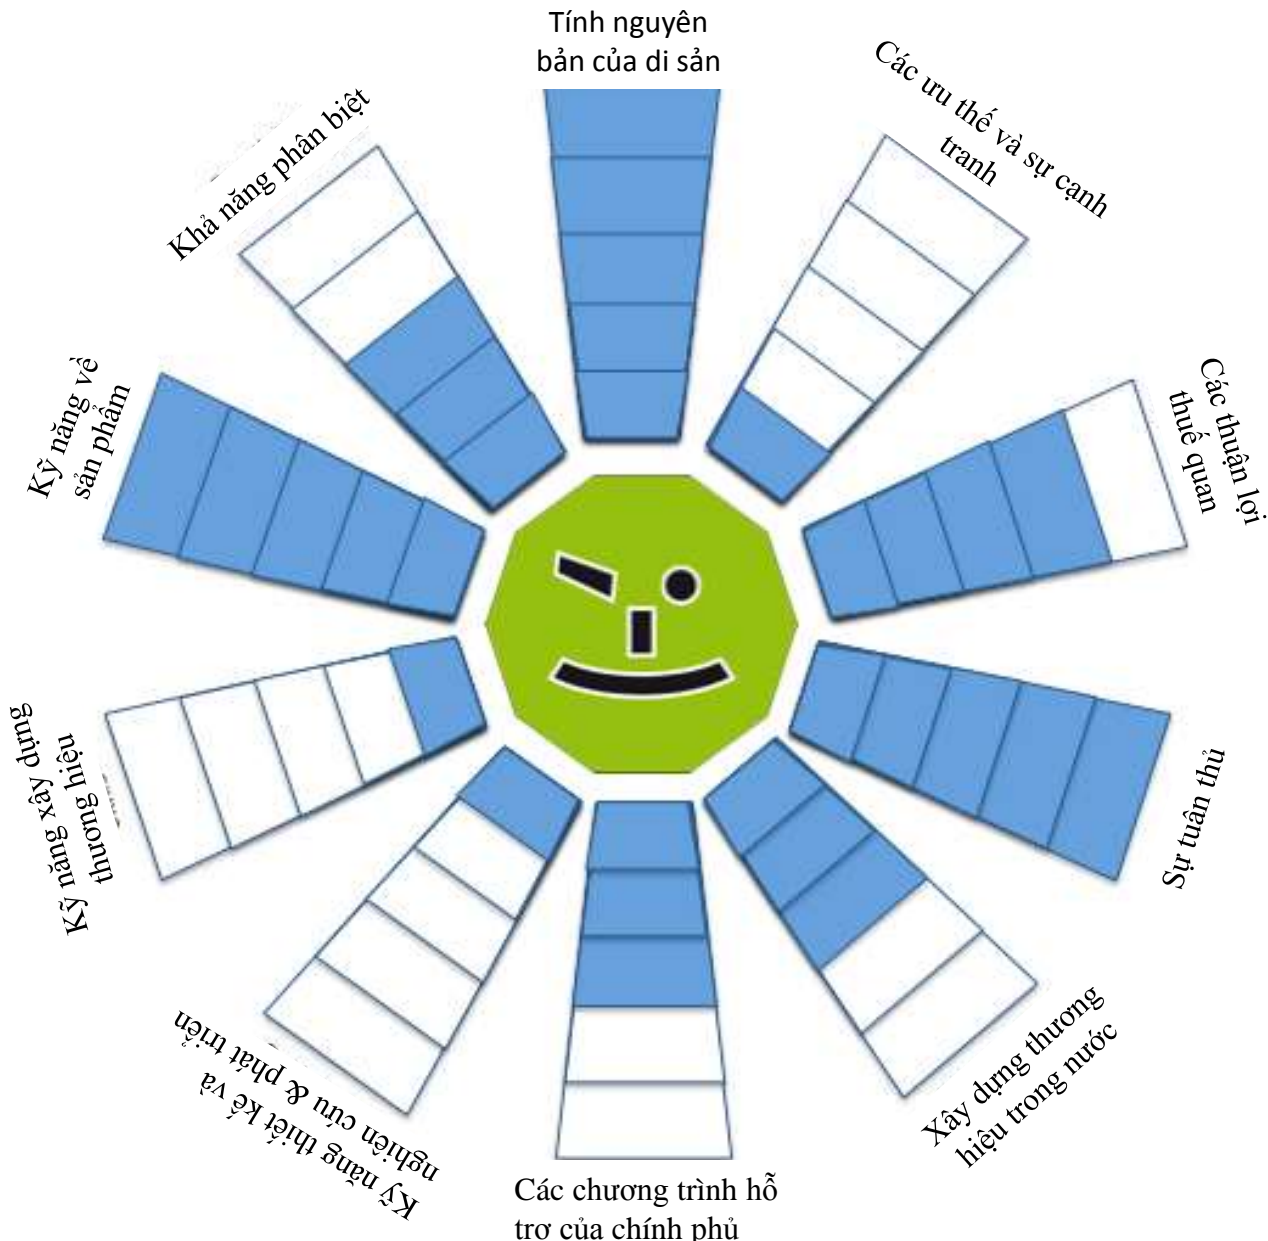 Tính nguyên
bản của di sản
Các ưu thế và sự cạnh
tranh
Các thuận lợi
thuế quan
Sự tuân thủ
Xây dựng thương
hiệu trong nước
Các chương trình hỗ
trơ của chính phủ
Kỹ năng thiết kế và
nghiên cứu & phát triển
Kỹ năng xây dựng
thương hiệu
Kỹ năng về
sản phẩm
Khả năng phân biệt